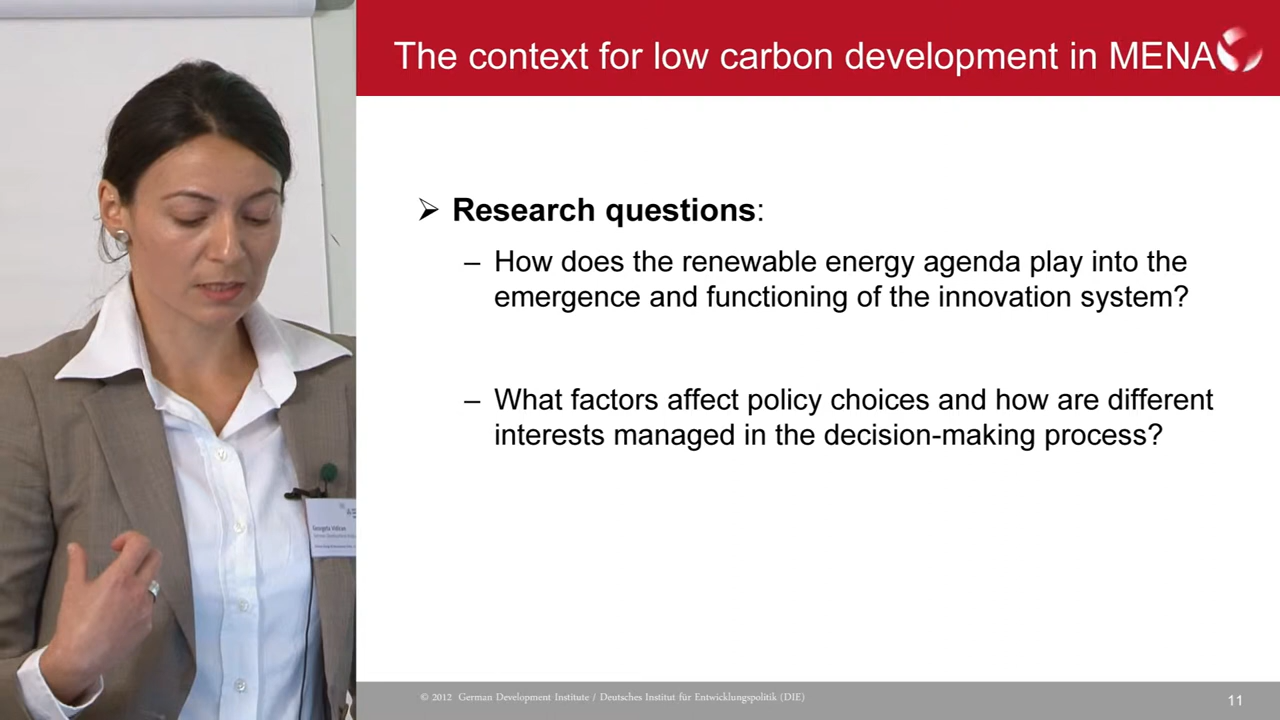 The context for low carbon development in MENA
➢ Research questions:
– How does the renewable energy agenda play into the
emergence and functioning of the innovation system?
– What factors affect policy choices and how are different
interests managed in the decision-making process?
© 2012 German Development Institute / Deutsches Institut für Entwicklungspolitik (DIE)
11